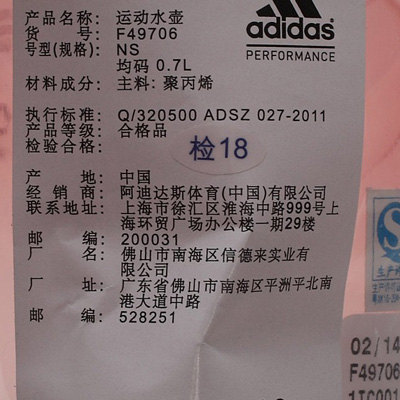 品    名: 运动水壶
货    号: F49706
号型(规格): NS
均码 0.7L
材料成分: 主料: 聚丙烯
执行标准: Q/320500 ADSZ 027-2011
产品等级: 合格品
检验合格:
检18
产    地: 中国
经 销 商: 阿迪达斯体育(中国)有限公司
联系地址: 上海市徐汇区淮海中路999号上
海环贸广场办公楼一期29楼
邮    编: 200031
厂    名: 佛山市南海区信德来实业有
限公司
厂    址: 广东省佛山市南海区平洲平北南
港大道中路
邮    编: 528251
adidas
PERFORMANCE
生产许
02/14
F49706
1TC001